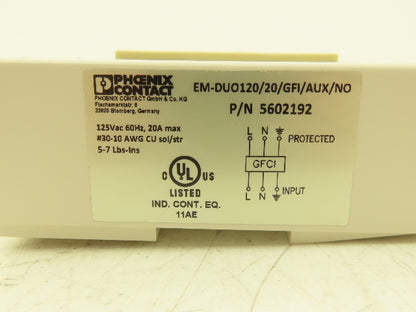 PHOENIX
CONTACT
PHOENIX CONTACT GmbH & Co. KG
Flachsmarktstr. 8
32825 Blomberg, Germany
EM-DUO120/20/GFI/AUX/NO
P/N 5602192
125Vac 60Hz, 20A max
#30-10 AWG CU sol/str
5-7 Lbs-Ins
L N
PROTECTED
GFCI
L N
INPUT
C UL US
LISTED
IND. CONT. EQ.
11AE